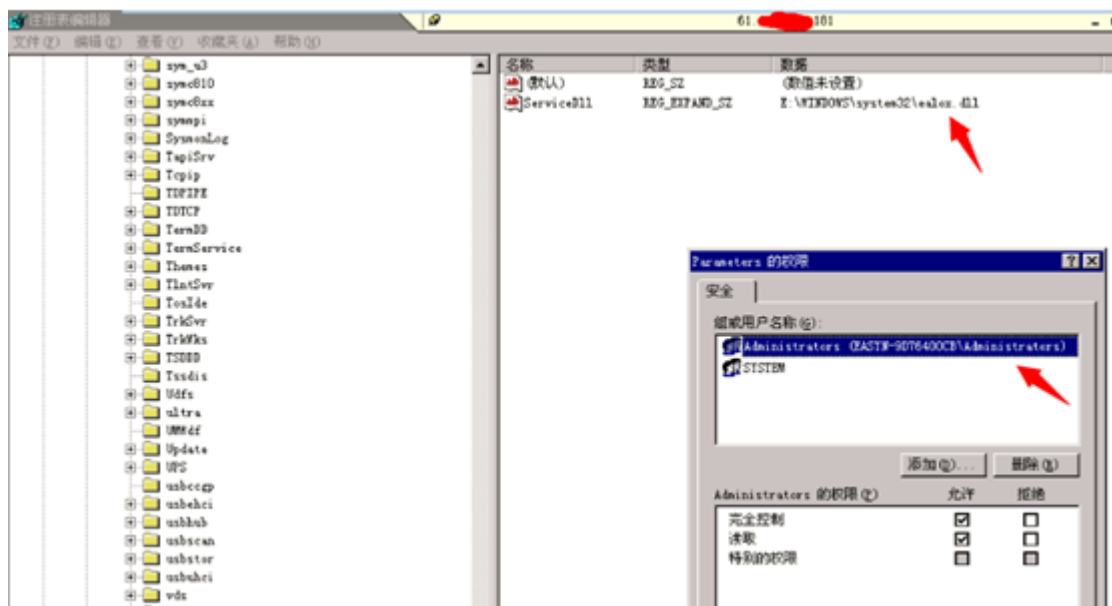 注册表编辑器
61. 181
文件(F) 编辑(E) 查看(V) 收藏夹(A) 帮助(H)
sym_u3
symc810
symc8xx
symmpi
SysmonLog
TapiSrv
Tcpip
TDPIPE
TDTCP
TermDD
TermService
Themes
TlntSvr
TosIde
TrkSvr
TrkWks
TSDDD
Tssdis
Udfs
ultra
UMWdf
Update
UPS
usbccgp
usbehci
usbhub
usbscan
usbstor
usbuhci
vds
名称 类型 数据
(默认) REG_SZ (数值未设置)
ServiceDll REG_EXPAND_SZ E:\WINDOWS\system32\ealox.dll
Parameters 的权限
安全
组或用户名称(G):
Administrators (EASTW-9D76400CB\Administrators)
SYSTEM
添加(D)... 删除(R)
Administrators 的权限(P) 允许 拒绝
完全控制
读取
特别的权限